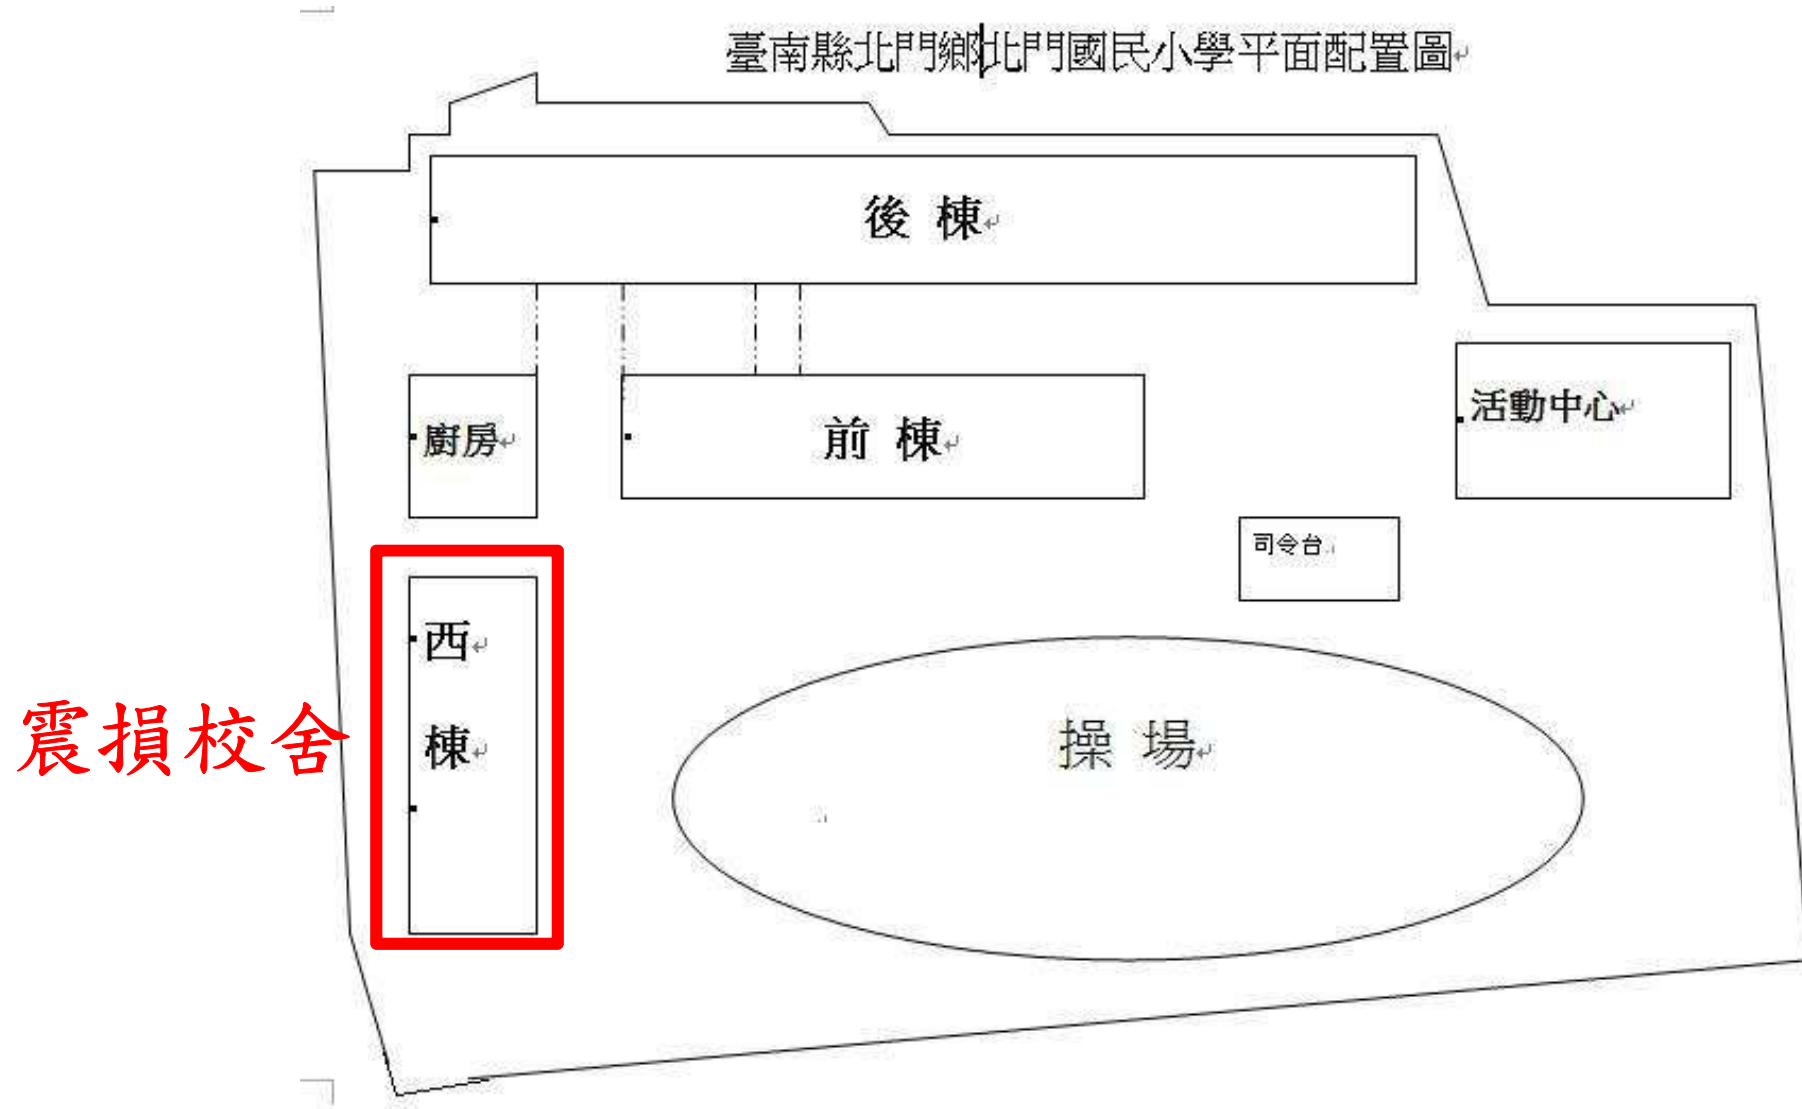 臺南縣北門鄉北門國民小學平面配置圖
後 棟
廚房
前 棟
活動中心
司令台
西
棟
震損校舍
操 場